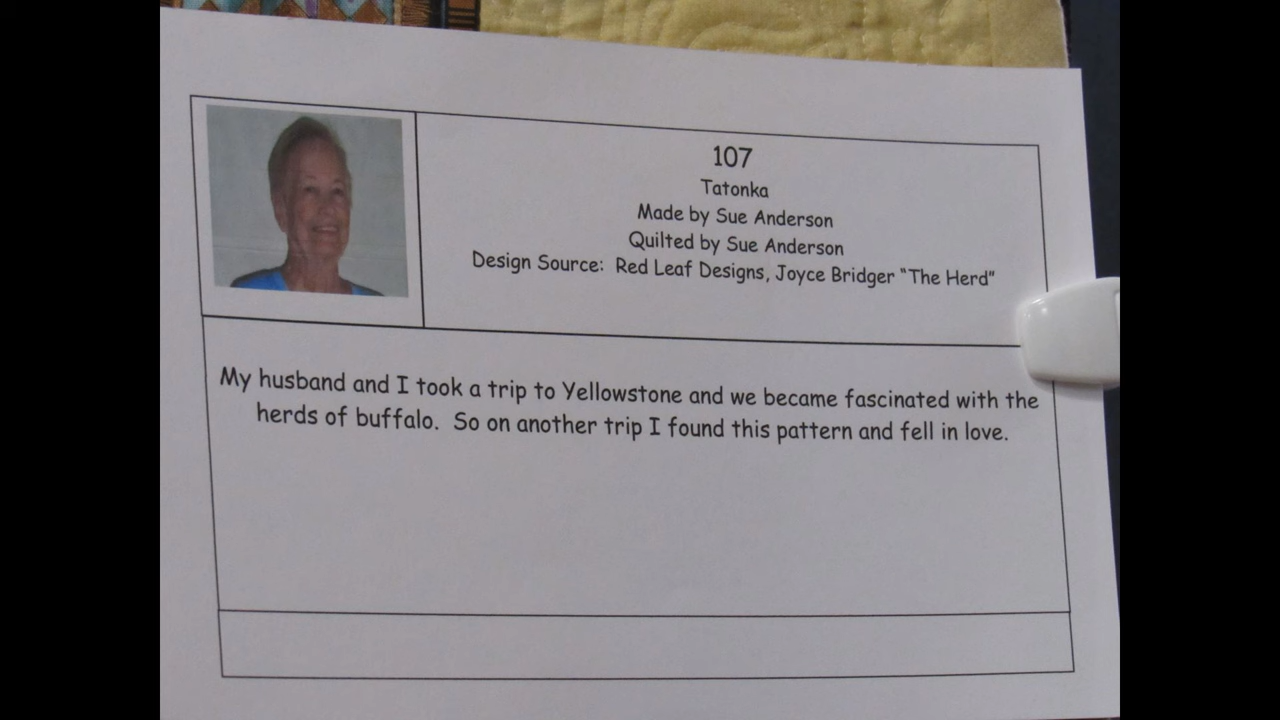 107
Tatonka
Made by Sue Anderson
Quilted by Sue Anderson
Design Source: Red Leaf Designs, Joyce Bridger "The Herd"
My husband and I took a trip to Yellowstone and we became fascinated with the
herds of buffalo. So on another trip I found this pattern and fell in love.